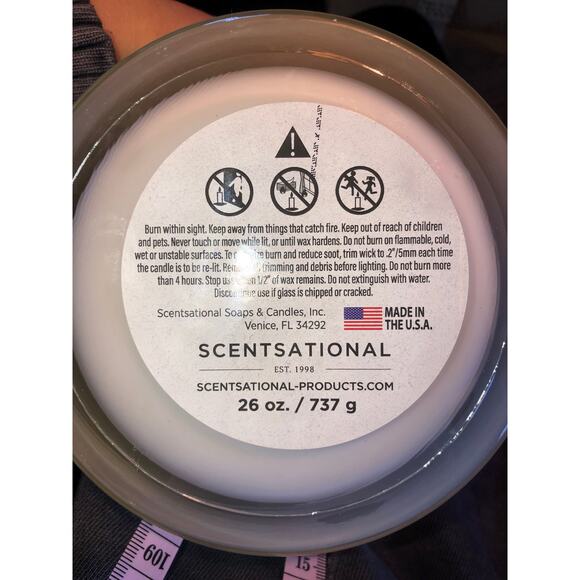 Burn within sight. Keep away from things that catch fire. Keep out of reach of children
and pets. Never touch or move while lit, or until wax hardens. Do not burn on flammable, cold,
wet or unstable surfaces. To burn and reduce soot, trim wick to .2"/5mm each time
the candle is to be re-lit. trimming and debris before lighting. Do not burn more
than 4 hours. Stop 1/2" of wax remains. Do not extinguish with water.
use if glass is chipped or cracked.
Scentsational Soaps & Candles, Inc.
Venice, FL 34292
MADE IN
THE U.S.A.
SCENTSATIONAL
EST. 1998
SCENTSATIONAL-PRODUCTS.COM
26 oz. / 737 g
109
15